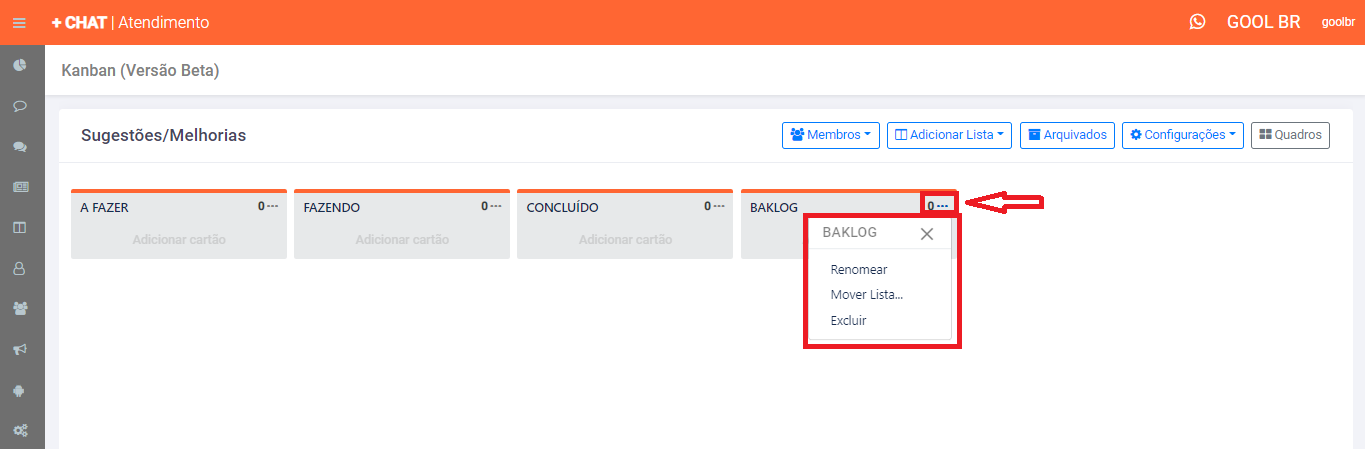 + CHAT | Atendimento
GOOL BR
goolbr
Kanban (Versão Beta)
Sugestões/Melhorias
Membros
Adicionar Lista
Arquivados
Configurações
Quadros
A FAZER 0 ---
Adicionar cartão
FAZENDO 0 ---
Adicionar cartão
CONCLUÍDO 0 ---
Adicionar cartão
BAKLOG 0 ---
BAKLOG
Renomear
Mover Lista...
Excluir